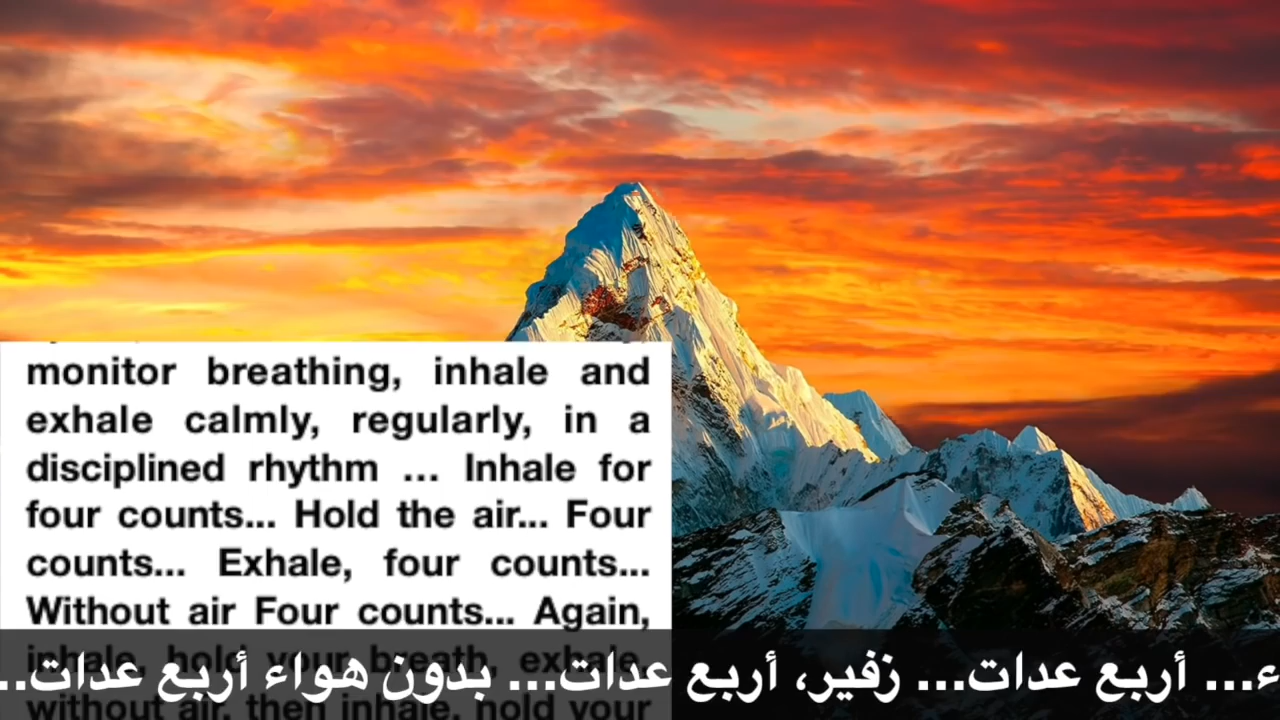 monitor breathing, inhale and
exhale calmly, regularly, in a
disciplined rhythm ... Inhale for
four counts... Hold the air... Four
counts... Exhale, four counts...
Without air Four counts... Again,
inhale, hold your breath, exhale,
without air, then inhale, hold your
ء... أربع عدات... زفير، أربع عدات... بدون هواء أربع عدات...